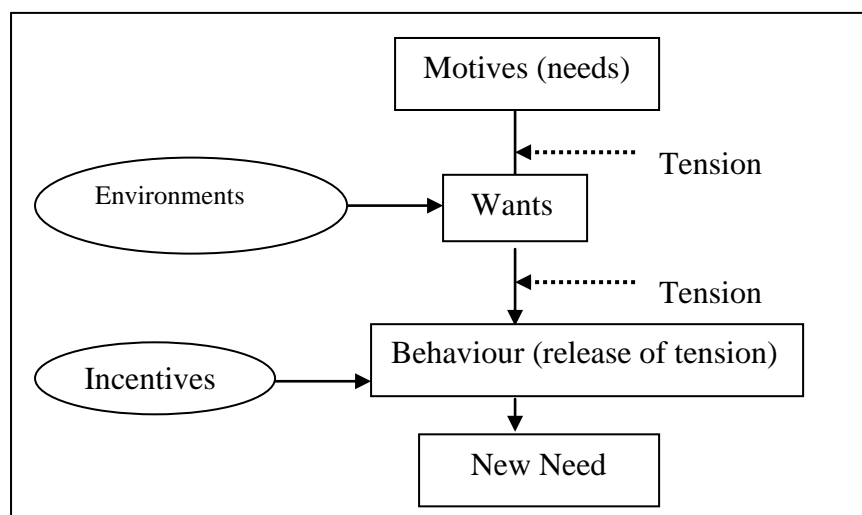 Motives (needs)
Tension
Environments
Wants
Tension
Behaviour (release of tension)
Incentives
New Need